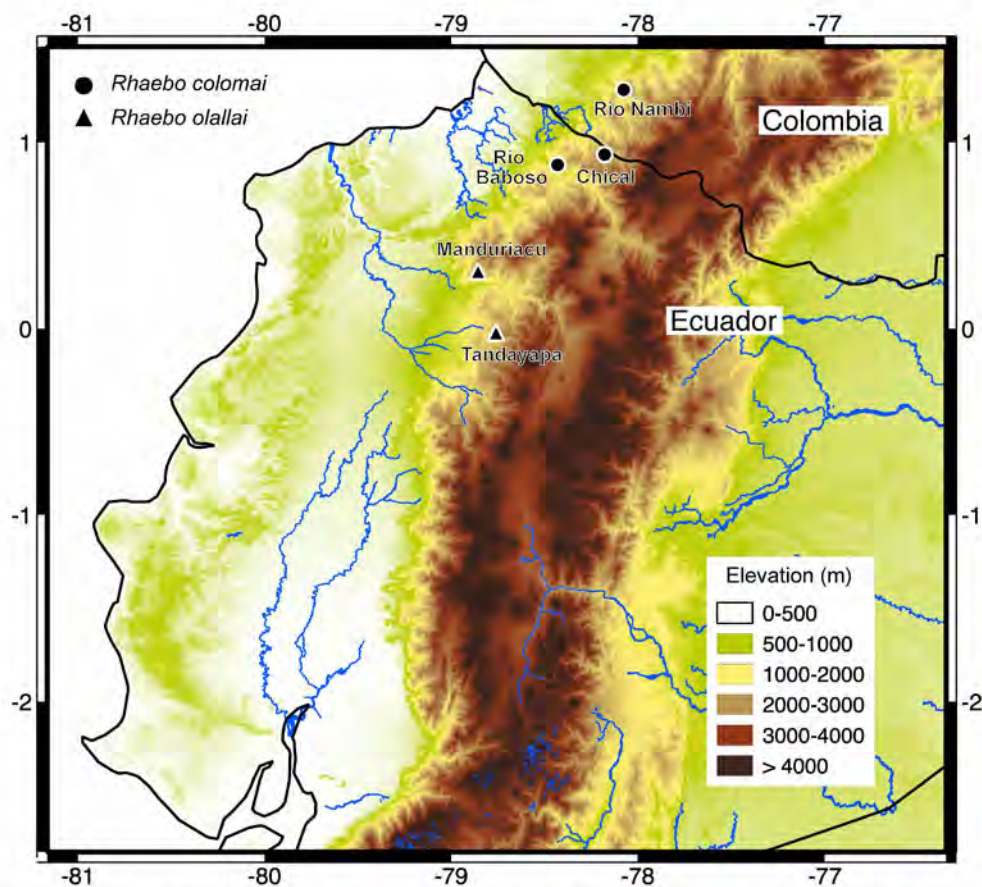 -81 -80 -79 -78 -77
Rhaebo colomai
Rhaebo olallai
Rio Nambi
Colombia
1 1
Rio
Baboso
Chical
Manduriacu
Ecuador
0 0
Tandayapa
-1 -1
Elevation (m)
0-500
500-1000
1000-2000
2000-3000
3000-4000
> 4000
-2 -2
-81 -80 -79 -78 -77